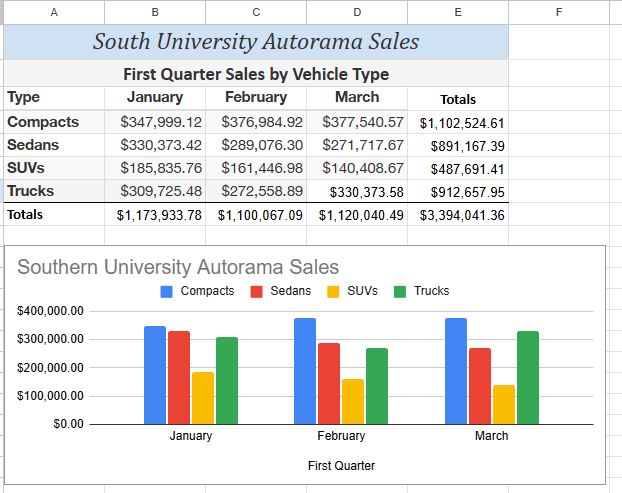 A B C D E F
South University Autorama Sales
First Quarter Sales by Vehicle Type
Type January February March Totals
Compacts $347,999.12 $376,984.92 $377,540.57 $1,102,524.61
Sedans $330,373.42 $289,076.30 $271,717.67 $891,167.39
SUVs $185,835.76 $161,446.98 $140,408.67 $487,691.41
Trucks $309,725.48 $272,558.89 $330,373.58 $912,657.95
Totals $1,173,933.78 $1,100,067.09 $1,120,040.49 $3,394,041.36
Southern University Autorama Sales
Compacts Sedans SUVs Trucks
$400,000.00
$300,000.00
$200,000.00
$100,000.00
$0.00
January February March
First Quarter